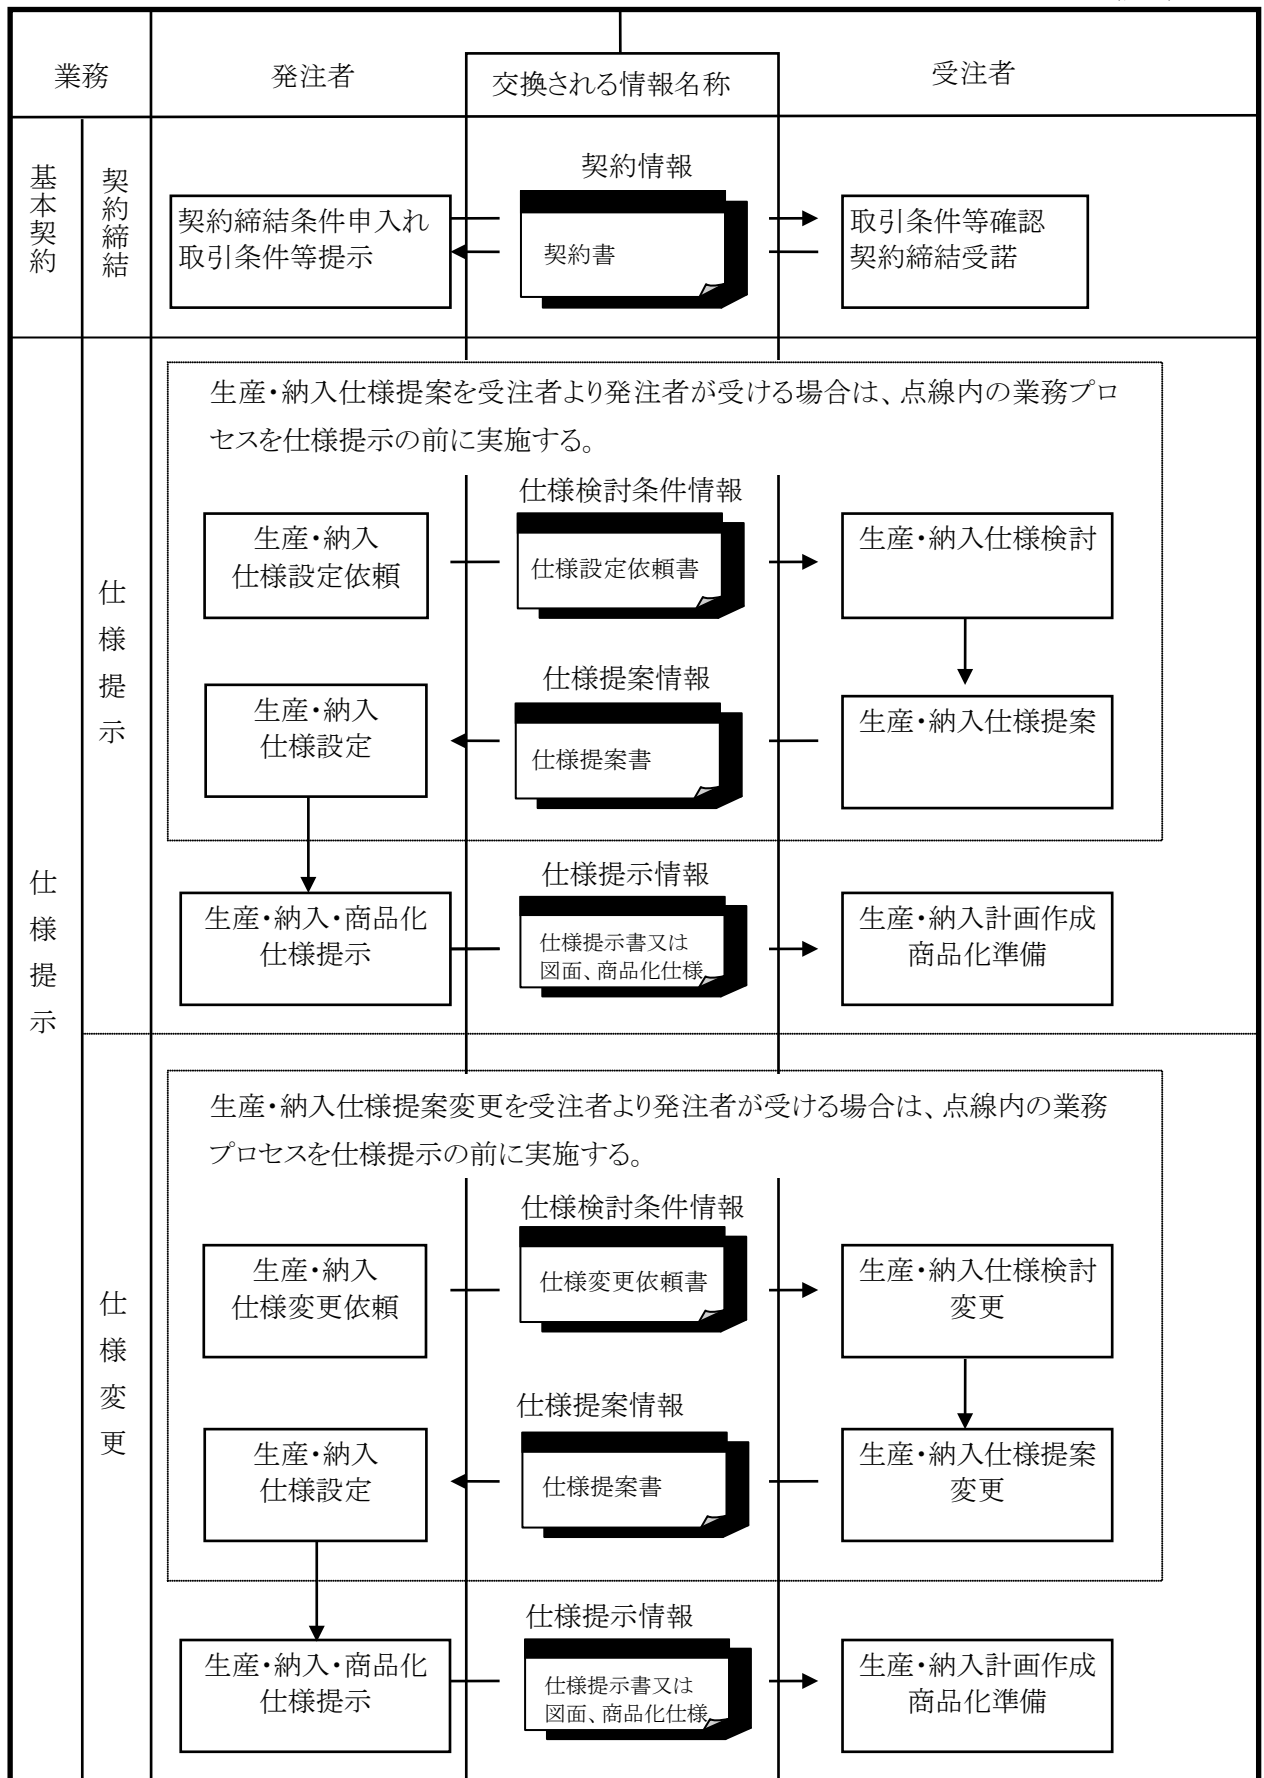 業務
発注者
交換される情報名称
受注者
基本契約
契約締結
契約情報
契約締結条件申入れ
取引条件等提示
契約書
取引条件等確認
契約締結受諾
仕様提示
仕様提示
生産・納入仕様提案を受注者より発注者が受ける場合は、点線内の業務プロ
セスを仕様提示の前に実施する。
仕様検討条件情報
生産・納入
仕様設定依頼
仕様設定依頼書
生産・納入仕様検討
仕様提案情報
生産・納入
仕様設定
仕様提案書
生産・納入仕様提案
仕様提示情報
生産・納入・商品化
仕様提示
仕様提示書又は
図面、商品化仕様
生産・納入計画作成
商品化準備
仕様変更
生産・納入仕様提案変更を受注者より発注者が受ける場合は、点線内の業務
プロセスを仕様提示の前に実施する。
仕様検討条件情報
生産・納入
仕様変更依頼
仕様変更依頼書
生産・納入仕様検討
変更
仕様提案情報
生産・納入
仕様設定
仕様提案書
生産・納入仕様提案
変更
仕様提示情報
生産・納入・商品化
仕様提示
仕様提示書又は
図面、商品化仕様
生産・納入計画作成
商品化準備